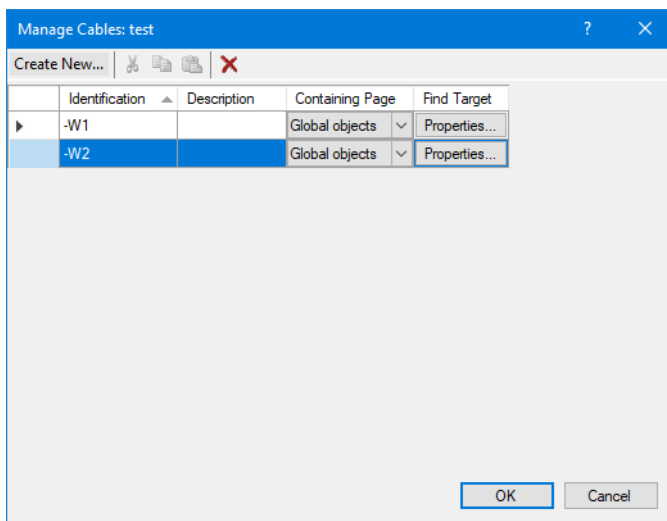 Manage Cables: test
Create New...
Identification Description Containing Page Find Target
-W1 Global objects Properties...
-W2 Global objects Properties...
OK Cancel